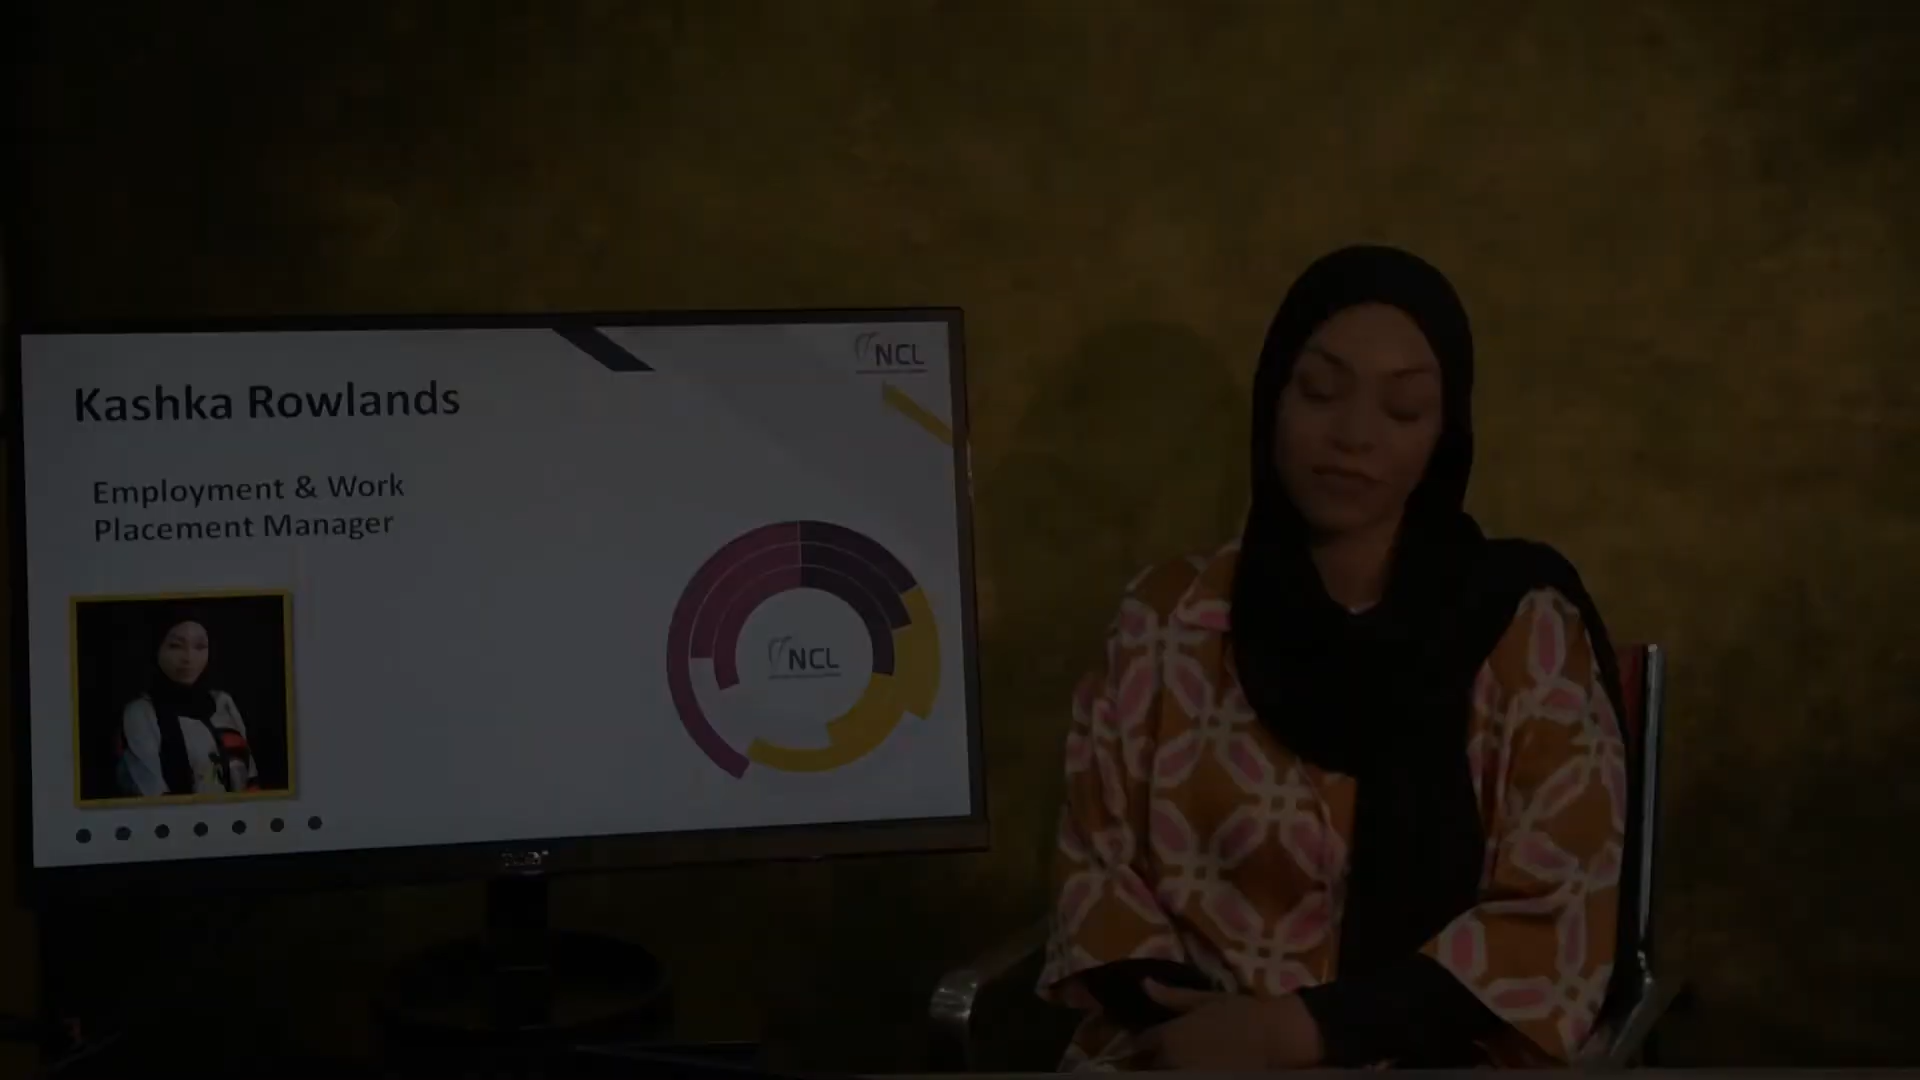 NCL
Kashka Rowlands
Employment & Work
Placement Manager
NCL